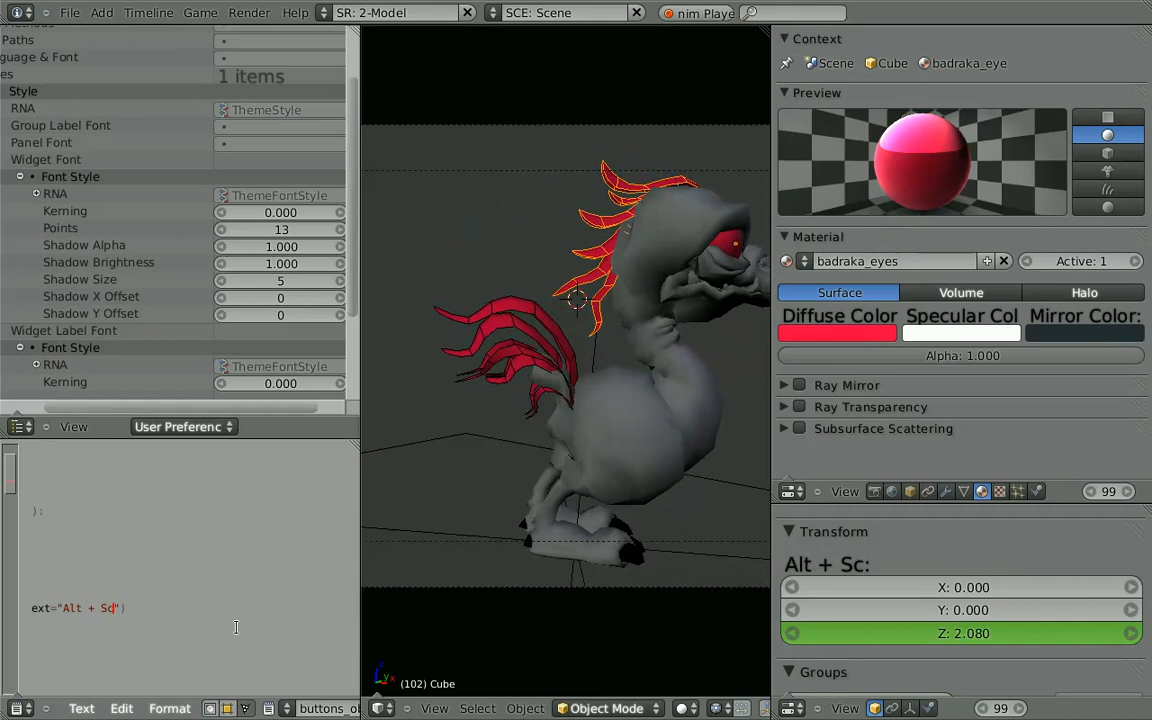 File Add Timeline Game Render Help SR: 2-Model SCE: Scene nim Playe
Paths
guage & Font
es 1 items
Style
RNA ThemeStyle
Group Label Font
Panel Font
Widget Font
Font Style
RNA ThemeFontStyle
Kerning 0.000
Points 13
Shadow Alpha 1.000
Shadow Brightness 1.000
Shadow Size 5
Shadow X Offset 0
Shadow Y Offset 0
Widget Label Font
Font Style
RNA ThemeFontStyle
Kerning 0.000
View User Preferenc
):
ext="Alt + Sc")
Text Edit Format buttons_ob
(102) Cube
z
y x
View Select Object Object Mode
Context
Scene Cube badraka_eye
Preview
Material
badraka_eyes Active: 1
Surface Volume Halo
Diffuse Color Specular Col Mirror Color:
Alpha: 1.000
Ray Mirror
Ray Transparency
Subsurface Scattering
View 99
Transform
Alt + Sc:
X: 0.000
Y: 0.000
Z: 2.080
Groups
View 99